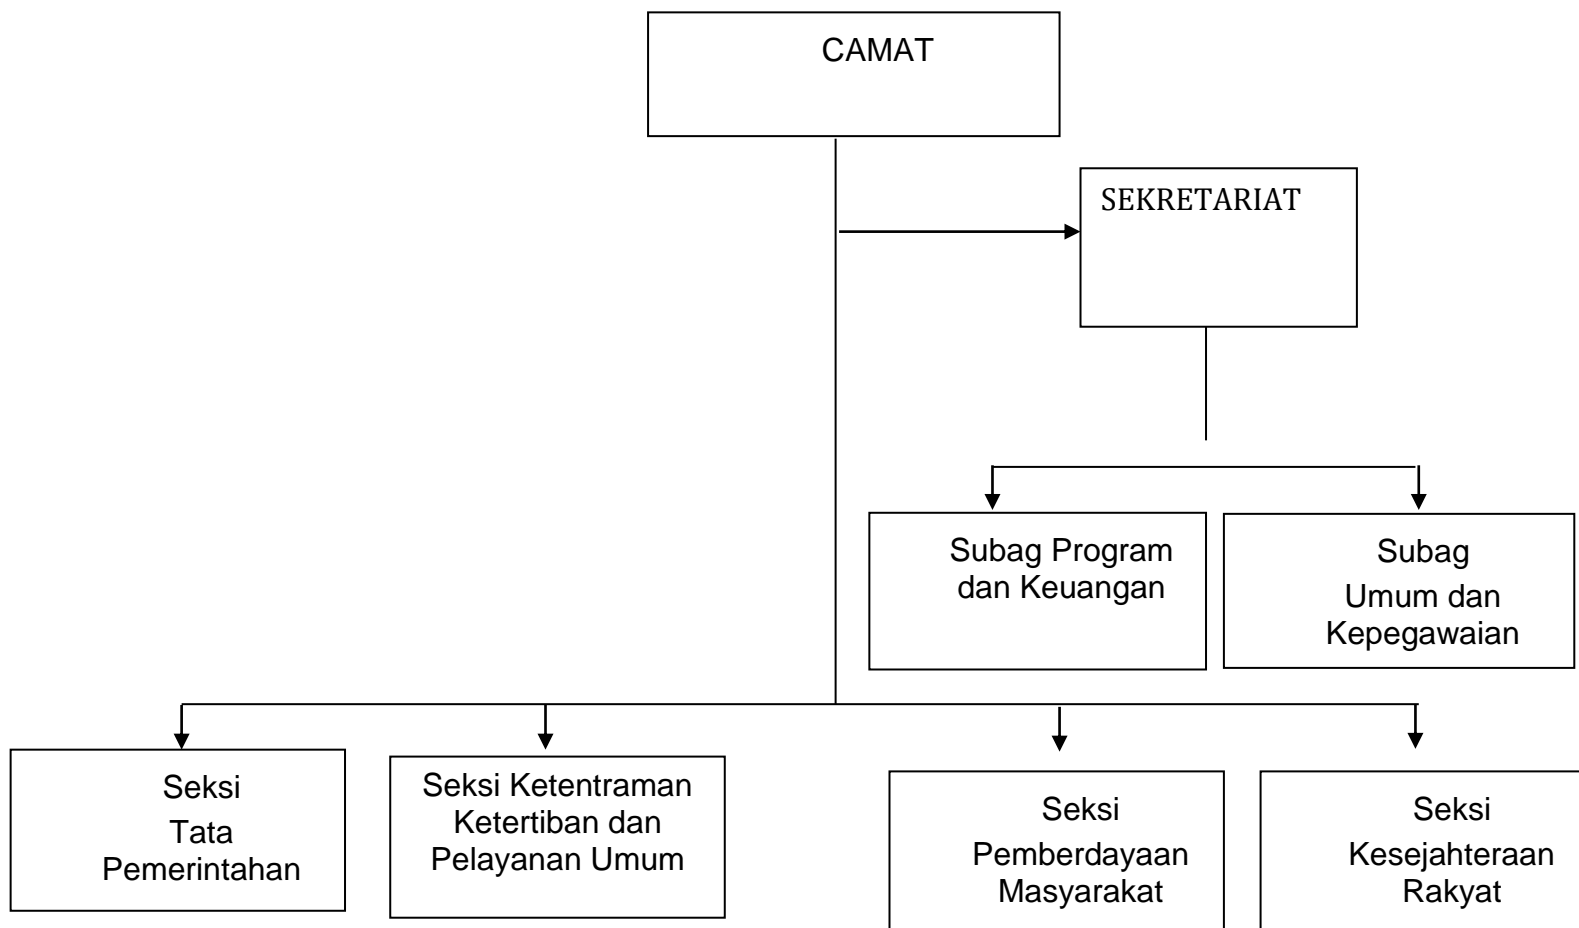 CAMAT
SEKRETARIAT
Subag Program
dan Keuangan
Subag
Umum dan
Kepegawaian
Seksi
Tata
Pemerintahan
Seksi Ketentraman
Ketertiban dan
Pelayanan Umum
Seksi
Pemberdayaan
Masyarakat
Seksi
Kesejahteraan
Rakyat